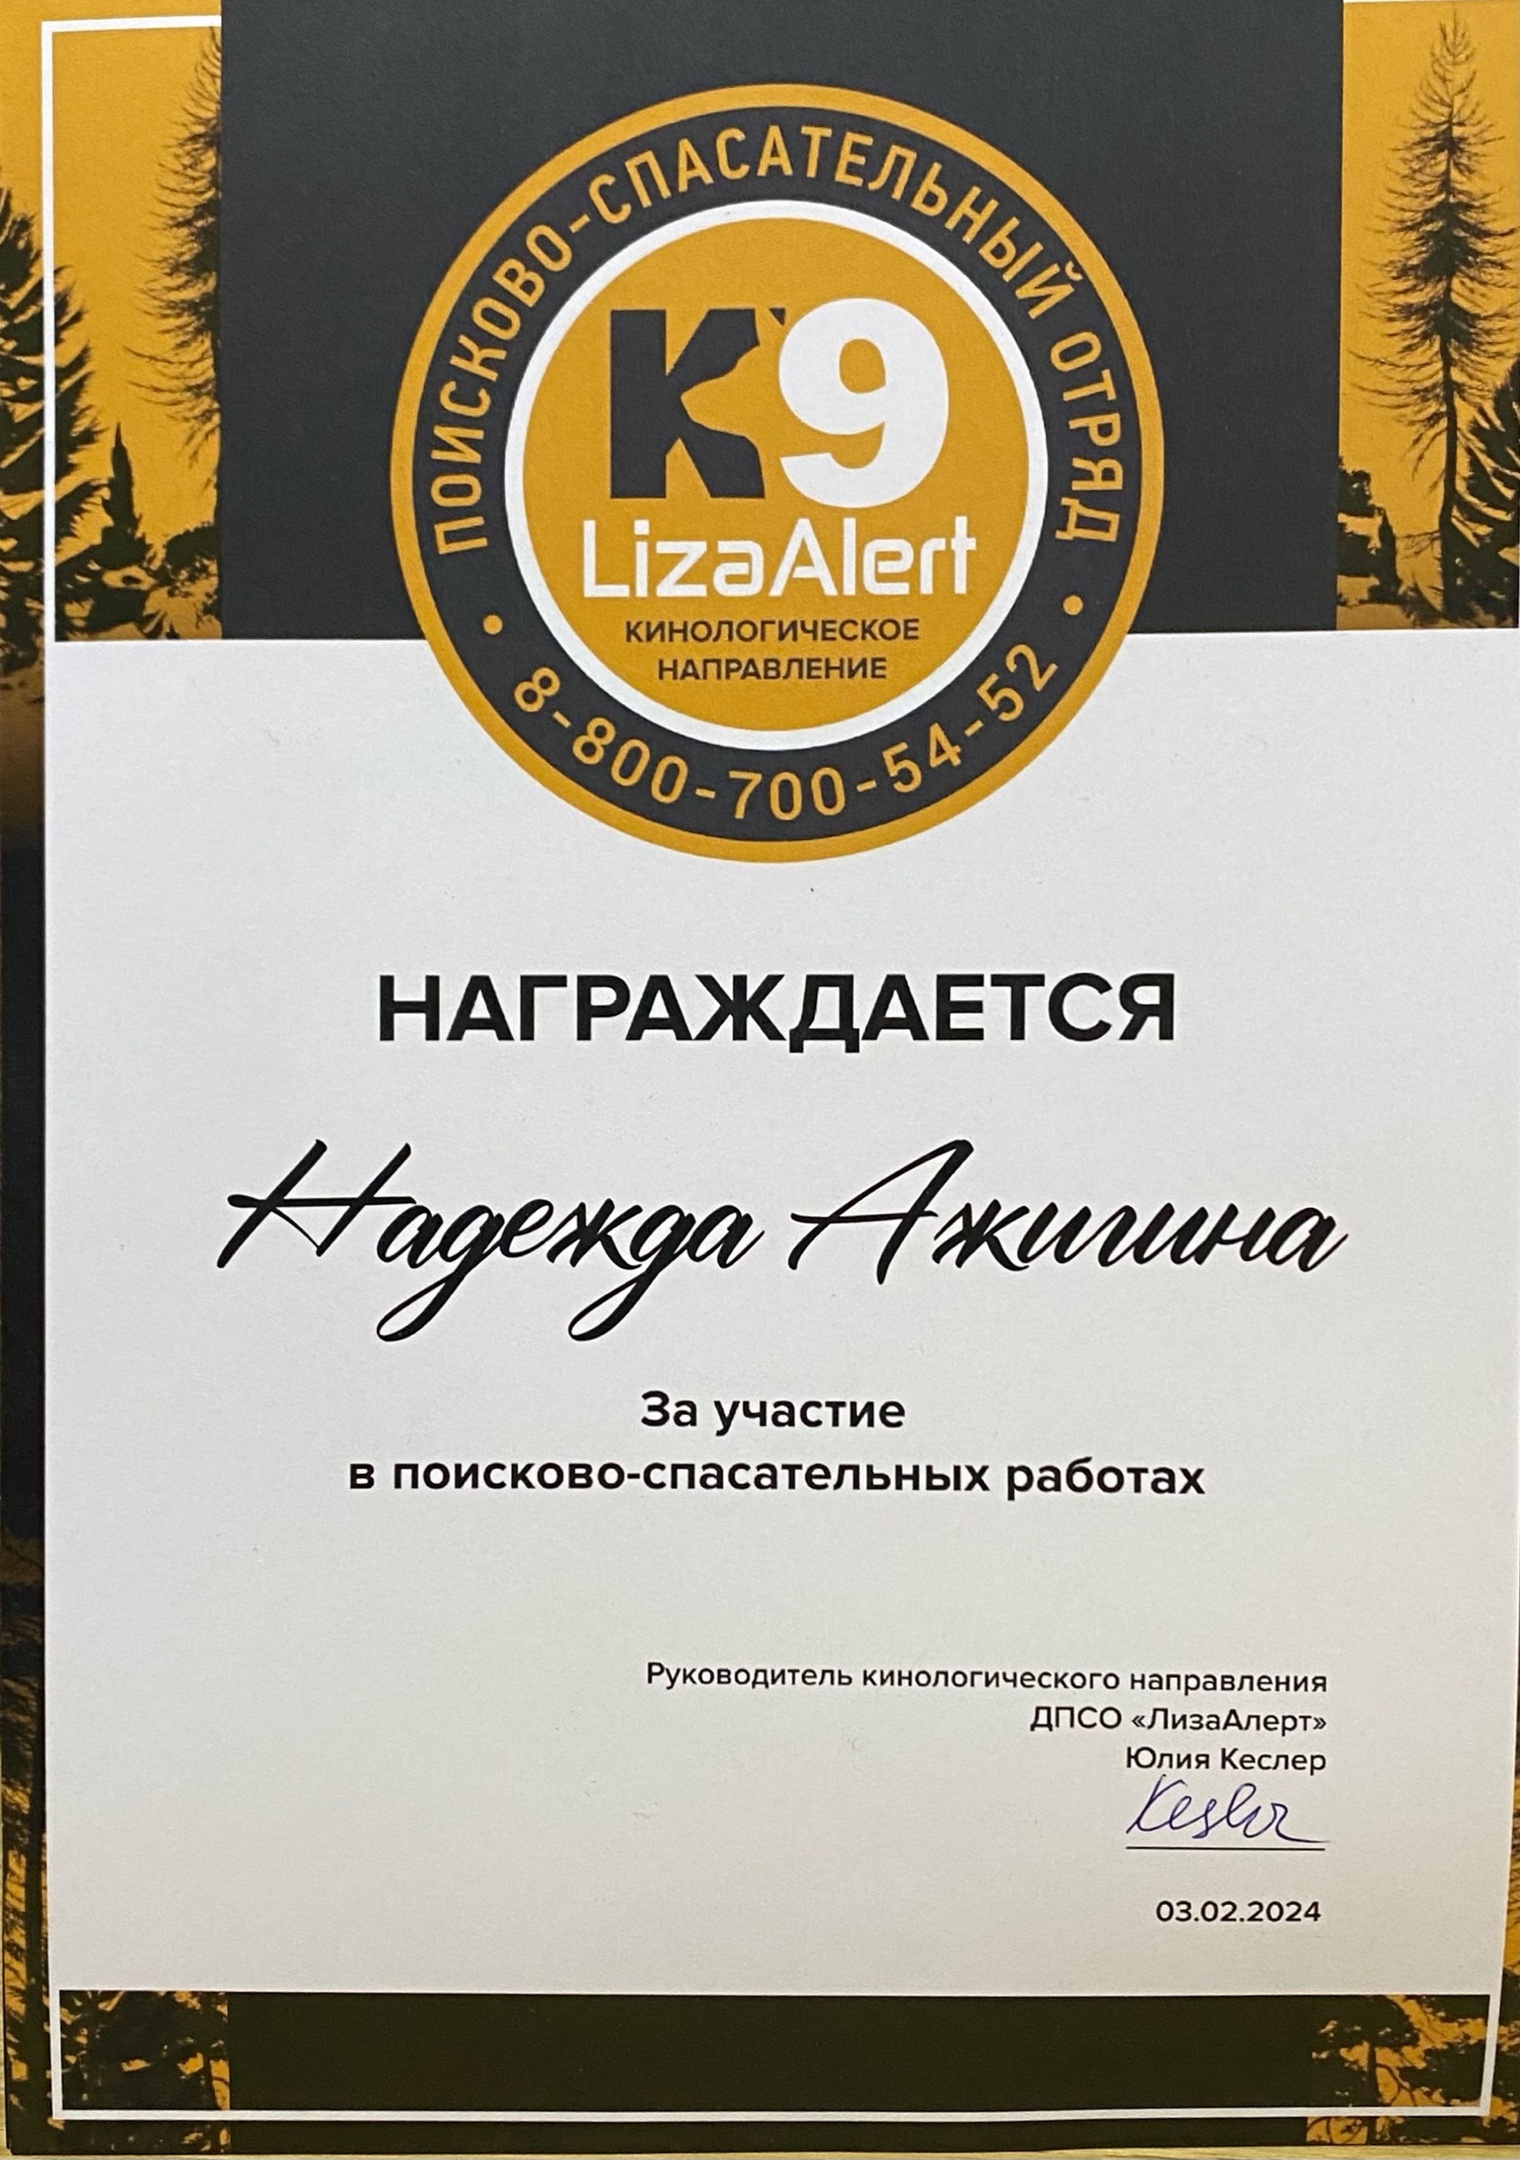 ПОИСКОВО-СПАСАТЕЛЬНЫЙ ОТРЯД
К9
LizaAlert
КИНОЛОГИЧЕСКОЕ
НАПРАВЛЕНИЕ
• 8-800-700-54-52 •
НАГРАЖДАЕТСЯ
Надежда Ажигина
За участие
в поисково-спасательных работах
Руководитель кинологического направления
ДПСО «ЛизаАлерт»
Юлия Кеслер
Kesler
03.02.2024